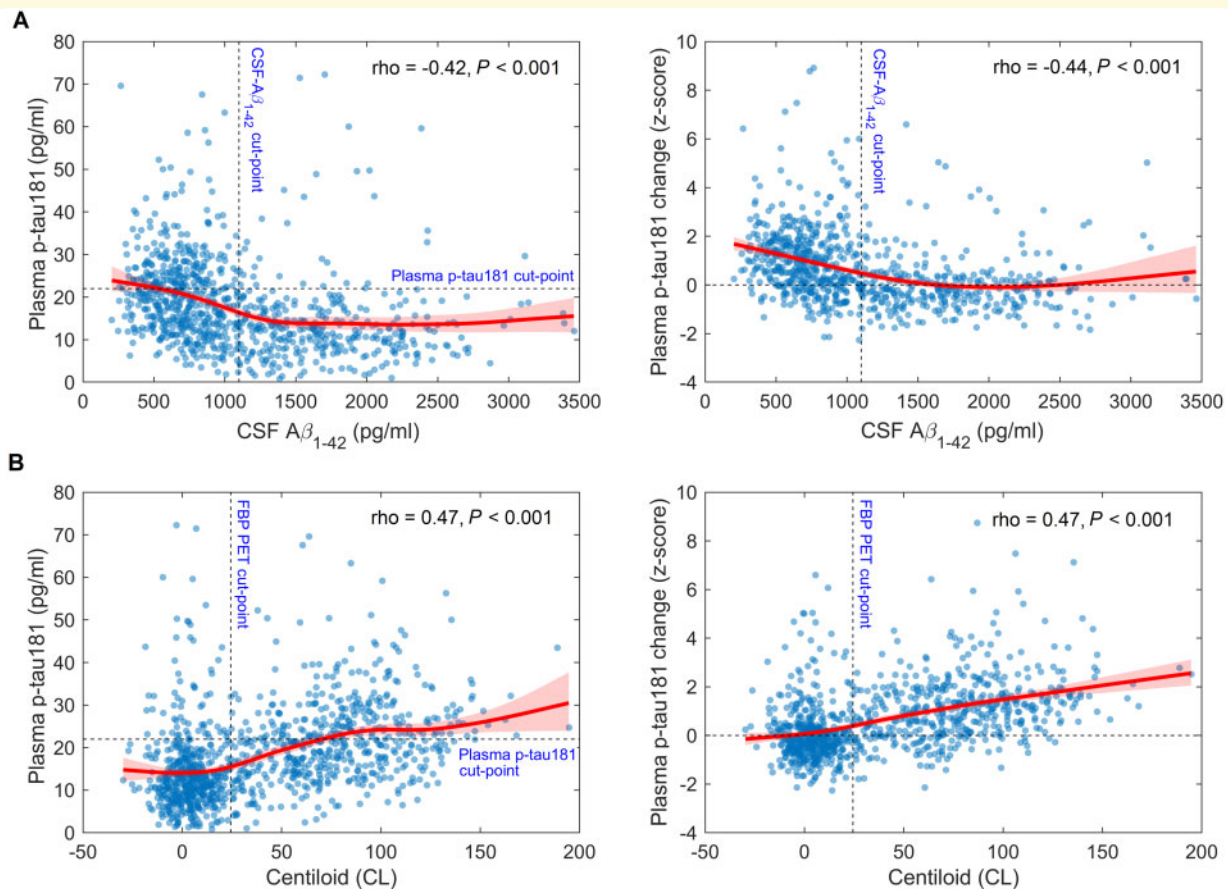 A
Plasma p-tau181 (pg/ml)
80
70
60
50
40
30
20
10
0
rho = -0.42, P < 0.001
CSF-Aβ1-42 cut-point
Plasma p-tau181 cut-point
0 500 1000 1500 2000 2500 3000 3500
CSF Aβ1-42 (pg/ml)
Plasma p-tau181 change (z-score)
10
8
6
4
2
0
-2
-4
rho = -0.44, P < 0.001
CSF-Aβ1-42 cut-point
0 500 1000 1500 2000 2500 3000 3500
CSF Aβ1-42 (pg/ml)
B
Plasma p-tau181 (pg/ml)
80
70
60
50
40
30
20
10
0
rho = 0.47, P < 0.001
FBP PET cut-point
Plasma p-tau181
cut-point
-50 0 50 100 150 200
Centiloid (CL)
Plasma p-tau181 change (z-score)
10
8
6
4
2
0
-2
-4
rho = 0.47, P < 0.001
FBP PET cut-point
-50 0 50 100 150 200
Centiloid (CL)